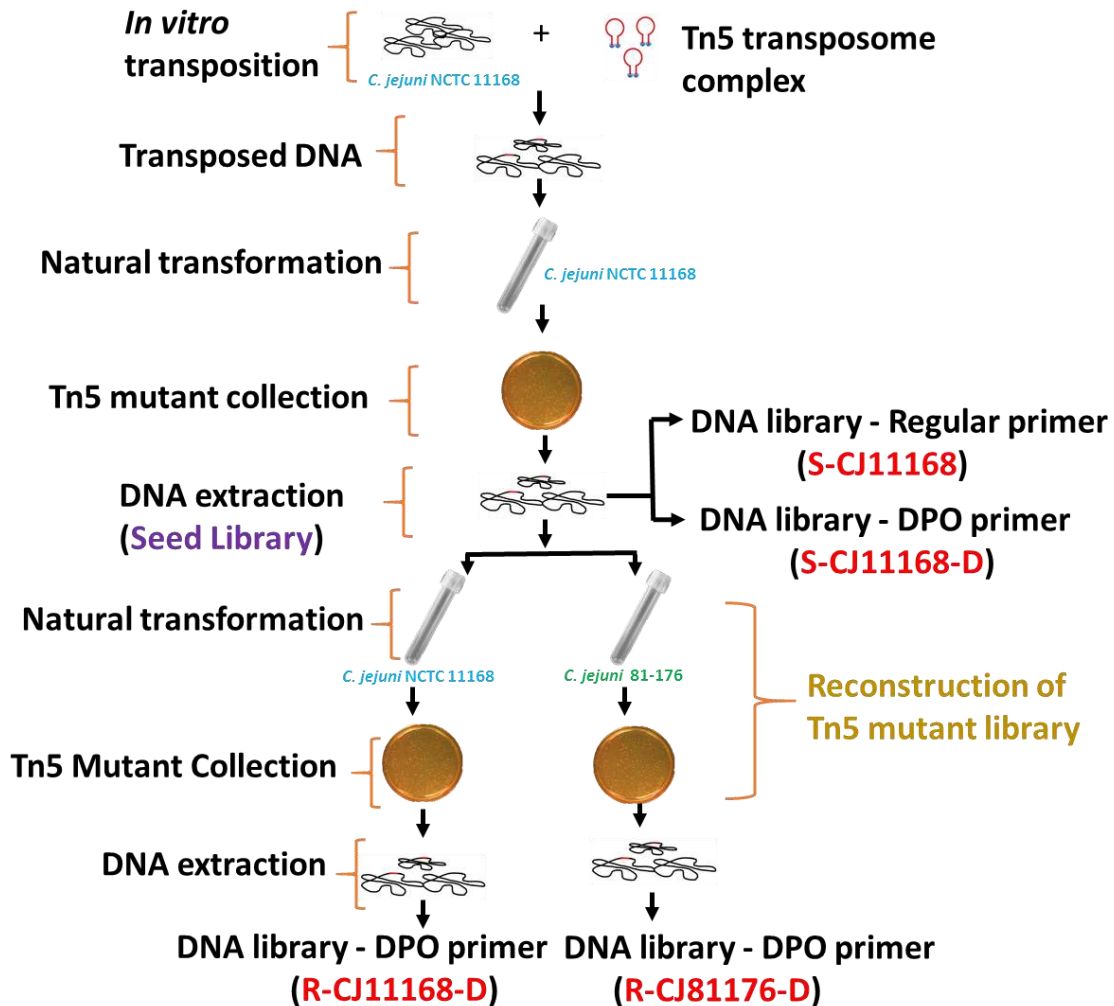 In vitro
transposition
C. jejuni NCTC 11168
+
Tn5 transposome
complex
Transposed DNA
Natural transformation
C. jejuni NCTC 11168
Tn5 mutant collection
DNA library - Regular primer
(S-CJ11168)
DNA extraction
(Seed Library)
DNA library - DPO primer
(S-CJ11168-D)
Natural transformation
C. jejuni NCTC 11168
C. jejuni 81-176
Reconstruction of
Tn5 mutant library
Tn5 Mutant Collection
DNA extraction
DNA library - DPO primer
(R-CJ11168-D)
DNA library - DPO primer
(R-CJ81176-D)